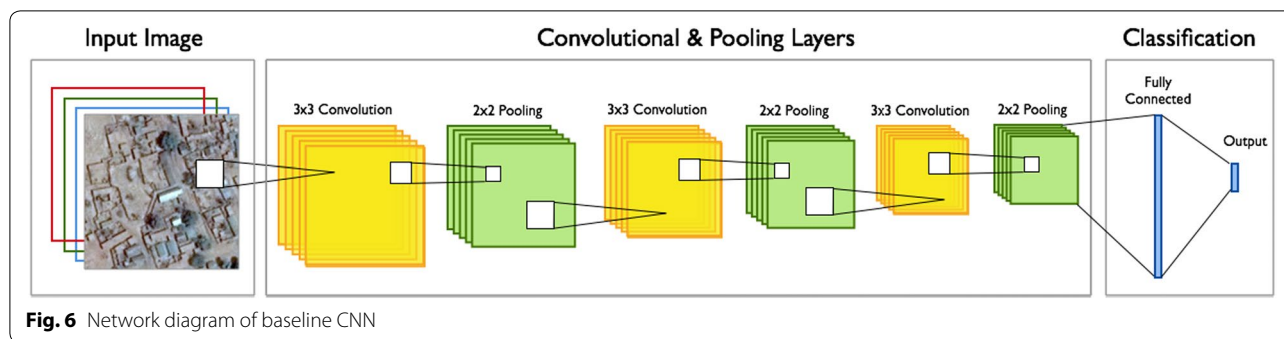 Input Image
Convolutional & Pooling Layers
Classification
3x3 Convolution
2x2 Pooling
3x3 Convolution
2x2 Pooling
3x3 Convolution
2x2 Pooling
Fully
Connected
Output
Fig. 6 Network diagram of baseline CNN